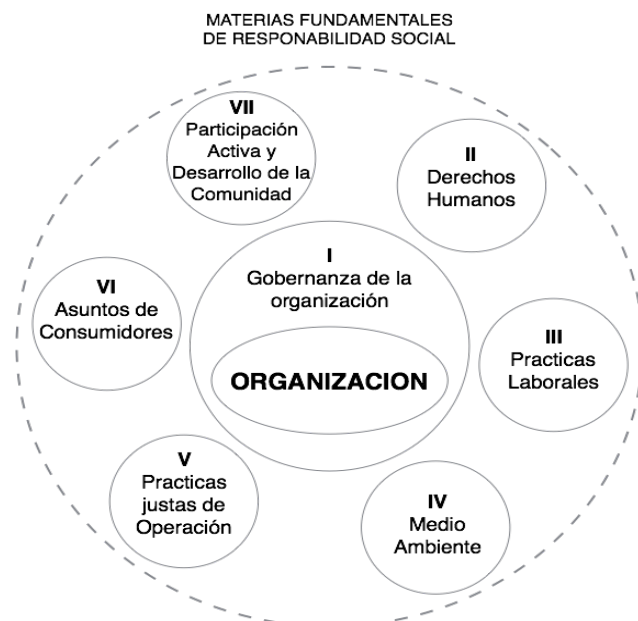 MATERIAS FUNDAMENTALES
DE RESPONABILIDAD SOCIAL
VII
Participación
Activa y
Desarrollo de la
Comunidad
II
Derechos
Humanos
I
Gobernanza de la
organización
VI
Asuntos de
Consumidores
III
Practicas
Laborales
ORGANIZACION
V
Practicas
justas de
Operación
IV
Medio
Ambiente